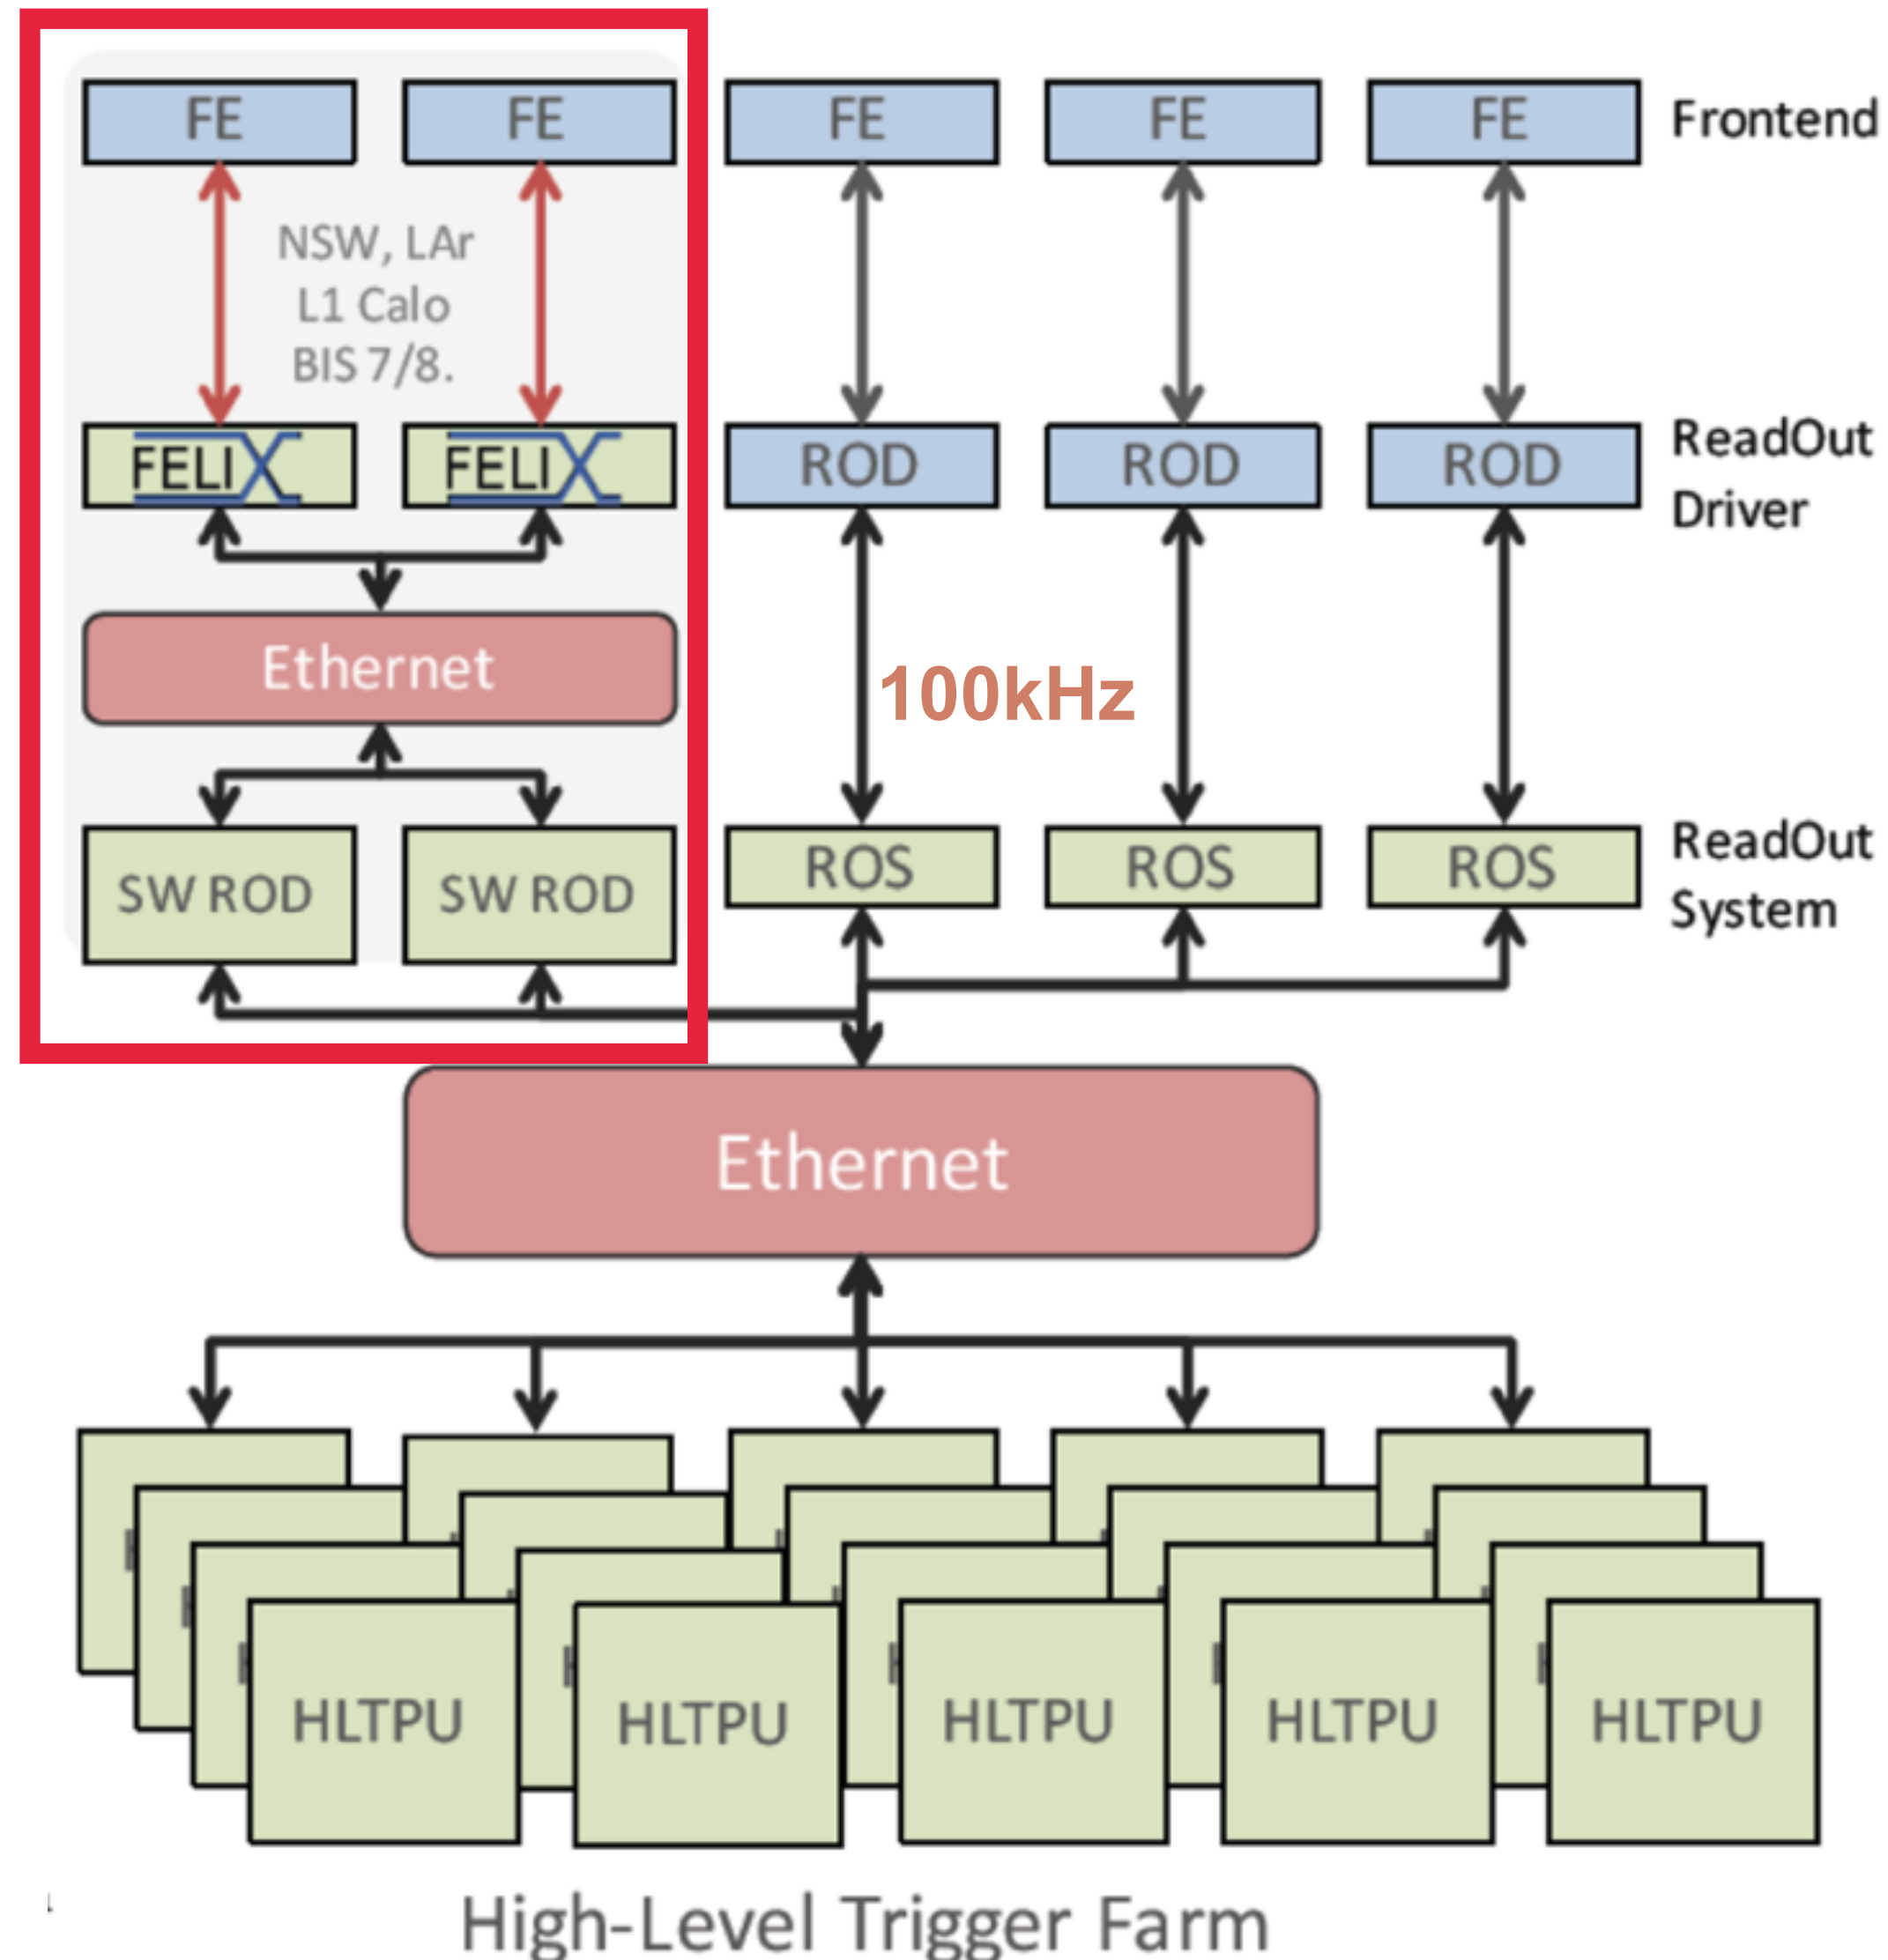 FE
FE
FE
FE
FE
Frontend
NSW, LAr
L1 Calo
BIS 7/8.
FELIX
FELIX
ROD
ROD
ROD
ReadOut
Driver
Ethernet
100kHz
SW ROD
SW ROD
ROS
ROS
ROS
ReadOut
System
Ethernet
HLTPU
HLTPU
HLTPU
HLTPU
HLTPU
High-Level Trigger Farm